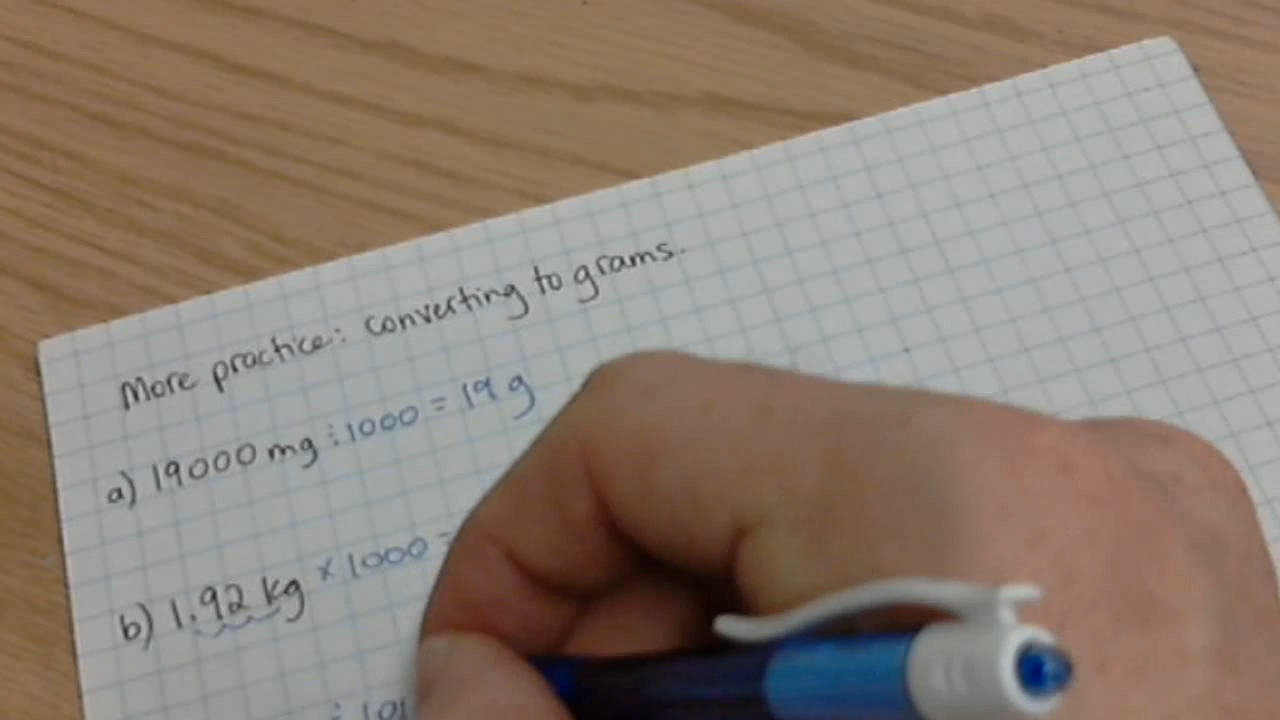 More practice: converting to grams.
a) 19000 mg ÷ 1000 = 19 g
b) 1.92 kg × 1000 =